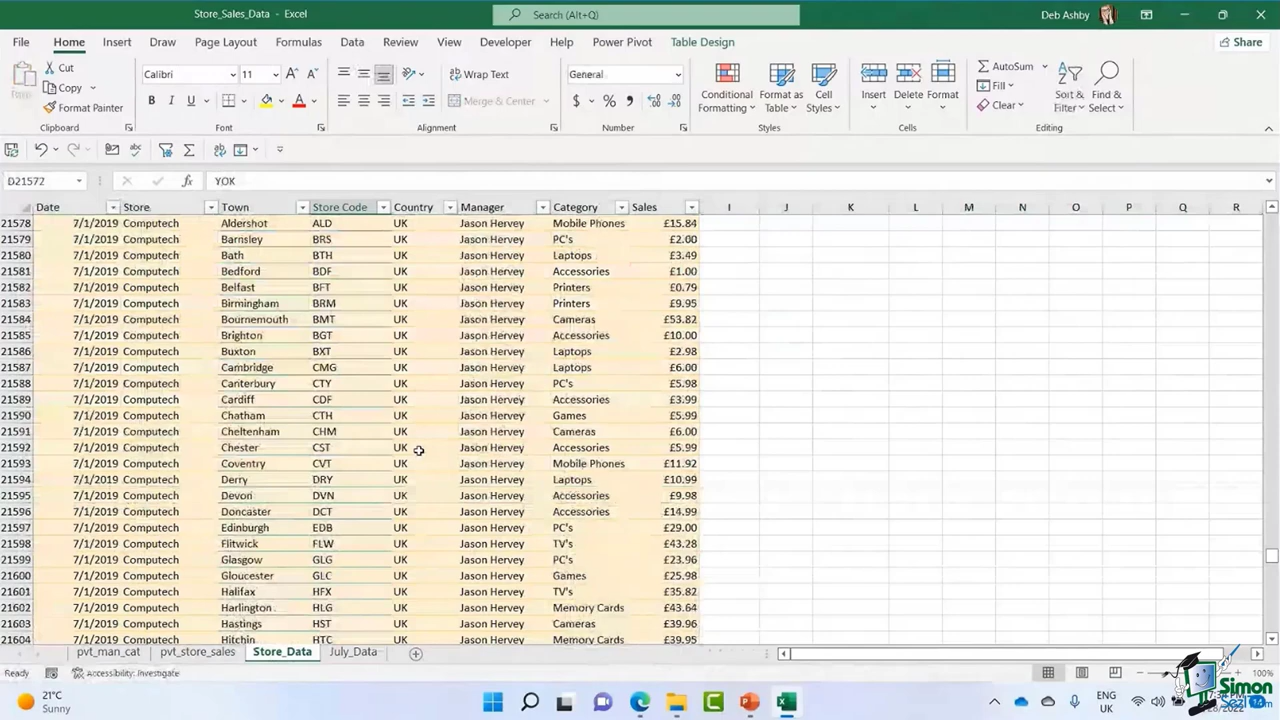 Store_Sales_Data - Excel
Search (Alt+Q)
Deb Ashby
File Home Insert Draw Page Layout Formulas Data Review View Developer Help Power Pivot Table Design Share
Cut
Copy
Format Painter
Clipboard
Calibri 11
B I U
Font
Wrap Text
Merge & Center
Alignment
General
$ % ,
Number
Conditional Formatting
Format as Table
Cell Styles
Styles
Insert Delete Format
Cells
AutoSum
Fill
Clear
Sort & Filter
Find & Select
Editing
D21572 fx YOK
Date Store Town Store Code Country Manager Category Sales I J K L M N O P Q R
21578 7/1/2019 Computech Aldershot ALD UK Jason Hervey Mobile Phones £15.84
21579 7/1/2019 Computech Barnsley BRS UK Jason Hervey PC's £2.00
21580 7/1/2019 Computech Bath BTH UK Jason Hervey Laptops £3.49
21581 7/1/2019 Computech Bedford BDF UK Jason Hervey Accessories £1.00
21582 7/1/2019 Computech Belfast BFT UK Jason Hervey Printers £0.79
21583 7/1/2019 Computech Birmingham BRM UK Jason Hervey Printers £9.95
21584 7/1/2019 Computech Bournemouth BMT UK Jason Hervey Cameras £53.82
21585 7/1/2019 Computech Brighton BGT UK Jason Hervey Accessories £10.00
21586 7/1/2019 Computech Buxton BXT UK Jason Hervey Laptops £2.98
21587 7/1/2019 Computech Cambridge CMG UK Jason Hervey Laptops £6.00
21588 7/1/2019 Computech Canterbury CTY UK Jason Hervey PC's £5.98
21589 7/1/2019 Computech Cardiff CDF UK Jason Hervey Accessories £3.99
21590 7/1/2019 Computech Chatham CTH UK Jason Hervey Games £5.99
21591 7/1/2019 Computech Cheltenham CHM UK Jason Hervey Cameras £6.00
21592 7/1/2019 Computech Chester CST UK Jason Hervey Accessories £5.99
21593 7/1/2019 Computech Coventry CVT UK Jason Hervey Mobile Phones £11.92
21594 7/1/2019 Computech Derry DRY UK Jason Hervey Laptops £10.99
21595 7/1/2019 Computech Devon DVN UK Jason Hervey Accessories £9.98
21596 7/1/2019 Computech Doncaster DCT UK Jason Hervey Accessories £14.99
21597 7/1/2019 Computech Edinburgh EDB UK Jason Hervey PC's £29.00
21598 7/1/2019 Computech Flitwick FLW UK Jason Hervey TV's £43.28
21599 7/1/2019 Computech Glasgow GLG UK Jason Hervey PC's £23.96
21600 7/1/2019 Computech Gloucester GLC UK Jason Hervey Games £25.98
21601 7/1/2019 Computech Halifax HFX UK Jason Hervey TV's £35.82
21602 7/1/2019 Computech Harlington HLG UK Jason Hervey Memory Cards £43.64
21603 7/1/2019 Computech Hastings HST UK Jason Hervey Cameras £39.96
21604 7/1/2019 Computech Hitchin HTC UK Jason Hervey Memory Cards £39.95
pvt_man_cat pvt_store_sales Store_Data July_Data
Ready Accessibility: Investigate 100%
21°C
Sunny
ENG
UK
Simon Sez IT